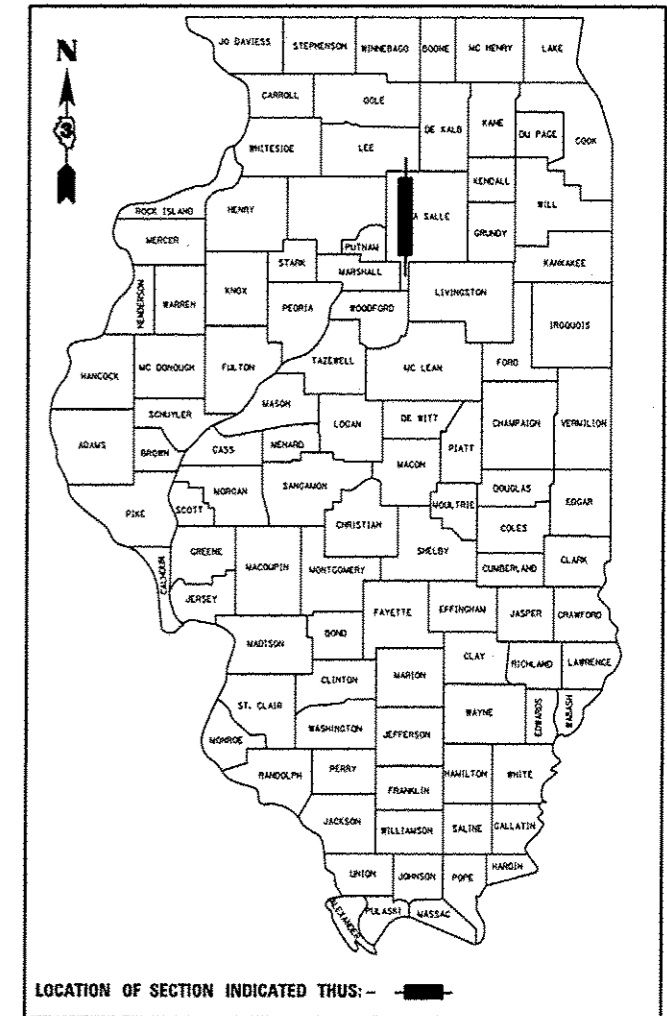 JO DAVIESS STEPHENSON WINNEBAGO BOONE MC HENRY LAKE
N
CARROLL OGLE DE KALB KANE DU PAGE COOK
3
WHITESIDE LEE KENDALL WILL
ROCK ISLAND HENRY A SALLE GRUNDY
MERCER PUTNAM KANKAKEE
STARK MARSHALL
HENDERSON WARREN KNOX PEORIA WOODFORD LIVINGSTON IROQUOIS
HANCOCK MC DONOUGH FULTON TAZEWELL MC LEAN FORD
SCHUYLER MASON LOGAN DE WITT CHAMPAIGN VERMILION
ADAMS BROWN CASS MENARD MACON PIATT
PIKE SCOTT MORGAN SANGAMON MOULTRIE DOUGLAS EDGAR
CHRISTIAN COLES
CALHOUN GREENE MACOUPIN MONTGOMERY SHELBY CUMBERLAND CLARK
JERSEY FAYETTE EFFINGHAM JASPER CRAWFORD
MADISON BOND CLAY RICHLAND LAWRENCE
CLINTON MARION
ST. CLAIR WAYNE EDWARDS WABASH
MONROE WASHINGTON JEFFERSON
RANDOLPH PERRY HAMILTON WHITE
FRANKLIN
JACKSON WILLIAMSON SALINE GALLATIN
UNION JOHNSON POPE HARDIN
ALEXANDER PULASKI MASSAC
LOCATION OF SECTION INDICATED THUS: -